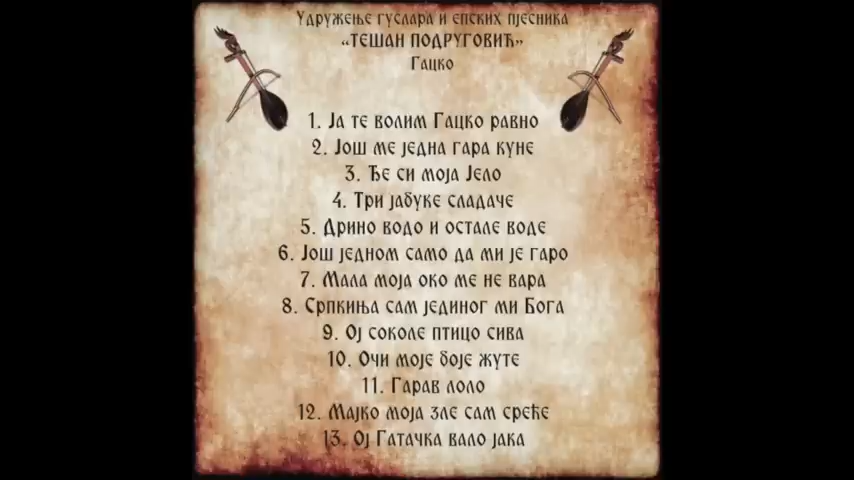 Удружење гуслара и епских пјесника
«ТЕШАН ПОДРУГОВИЋ»
Гацко
1. Ја те волим Гацко равно
2. Још ме једна гара куне
3. Ђе си моја Јело
4. Три јабуке сладаче
5. Дрино водо и остале воде
6. Још једном само да ми је гаро
7. Мала моја око ме не вара
8. Српкиња сам јединог ми Бога
9. Ој соколе птицо сива
10. Очи моје боје жуте
11. Гарав лоло
12. Мајко моја зле сам среће
13. Ој Гатачка вало јака